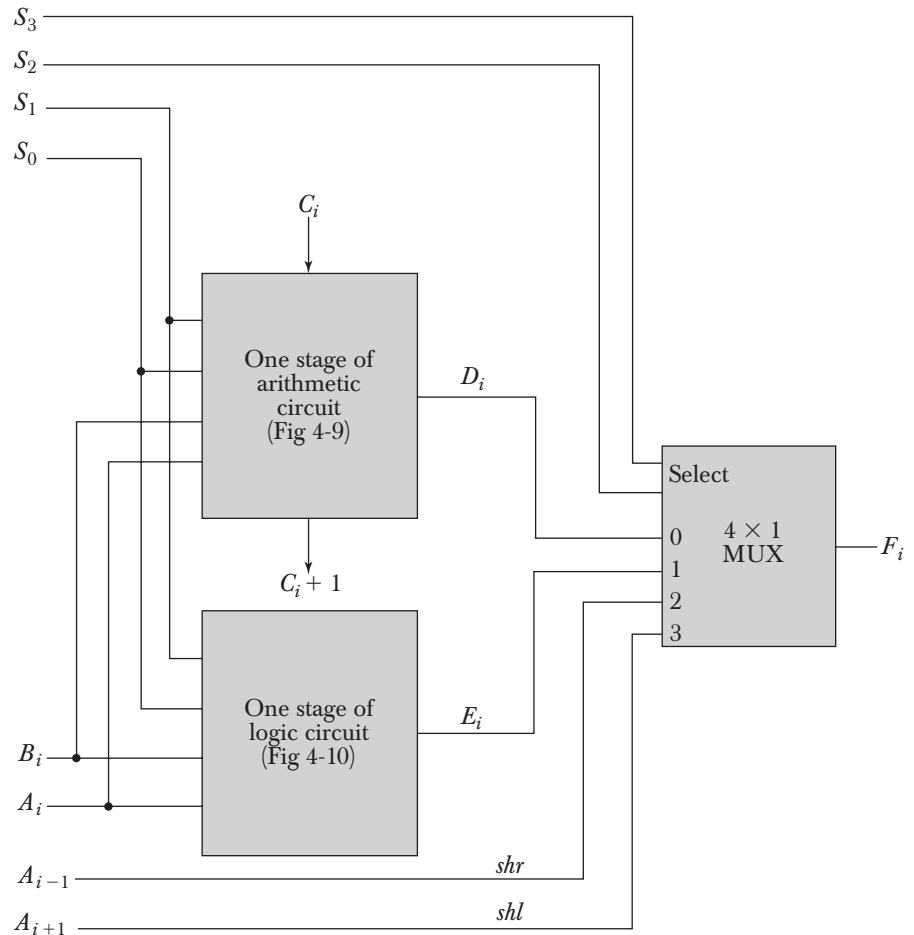 S₃
S₂
S₁
S₀
Cᵢ
One stage of
arithmetic
circuit
(Fig 4-9)
Dᵢ
Select
4 × 1
MUX
0
1
2
3
Fᵢ
Cᵢ + 1
One stage of
logic circuit
(Fig 4-10)
Eᵢ
Bᵢ
Aᵢ
Aᵢ₋₁
shr
Aᵢ₊₁
shl